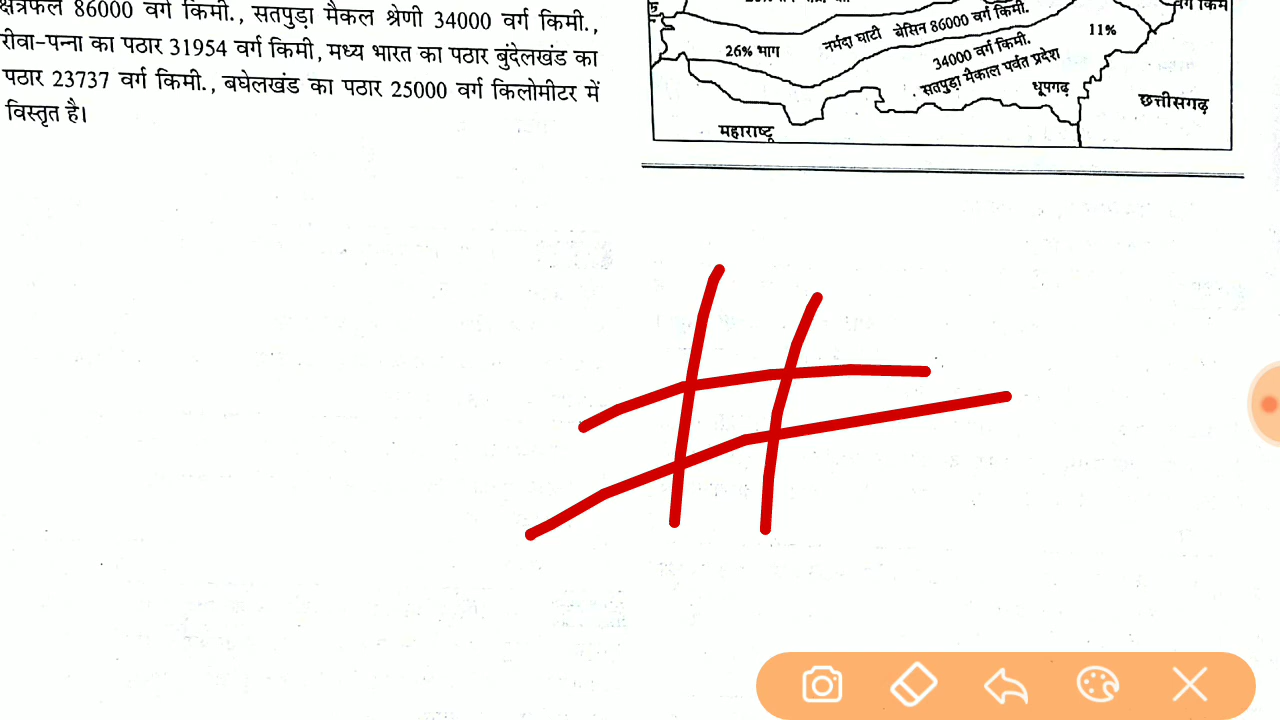 क्षेत्रफल 86000 वर्ग किमी., सतपुड़ा मैकल श्रेणी 34000 वर्ग किमी.,
रीवा-पन्ना का पठार 31954 वर्ग किमी, मध्य भारत का पठार बुंदेलखंड का
पठार 23737 वर्ग किमी., बघेलखंड का पठार 25000 वर्ग किलोमीटर में
विस्तृत है।
नर्मदा घाटी बेसिन 86000 वर्ग किमी.
11%
26% भाग
34000 वर्ग किमी.
सतपुड़ा मैकाल पर्वत प्रदेश
धूपगढ़
छत्तीसगढ़
महाराष्ट्र
#